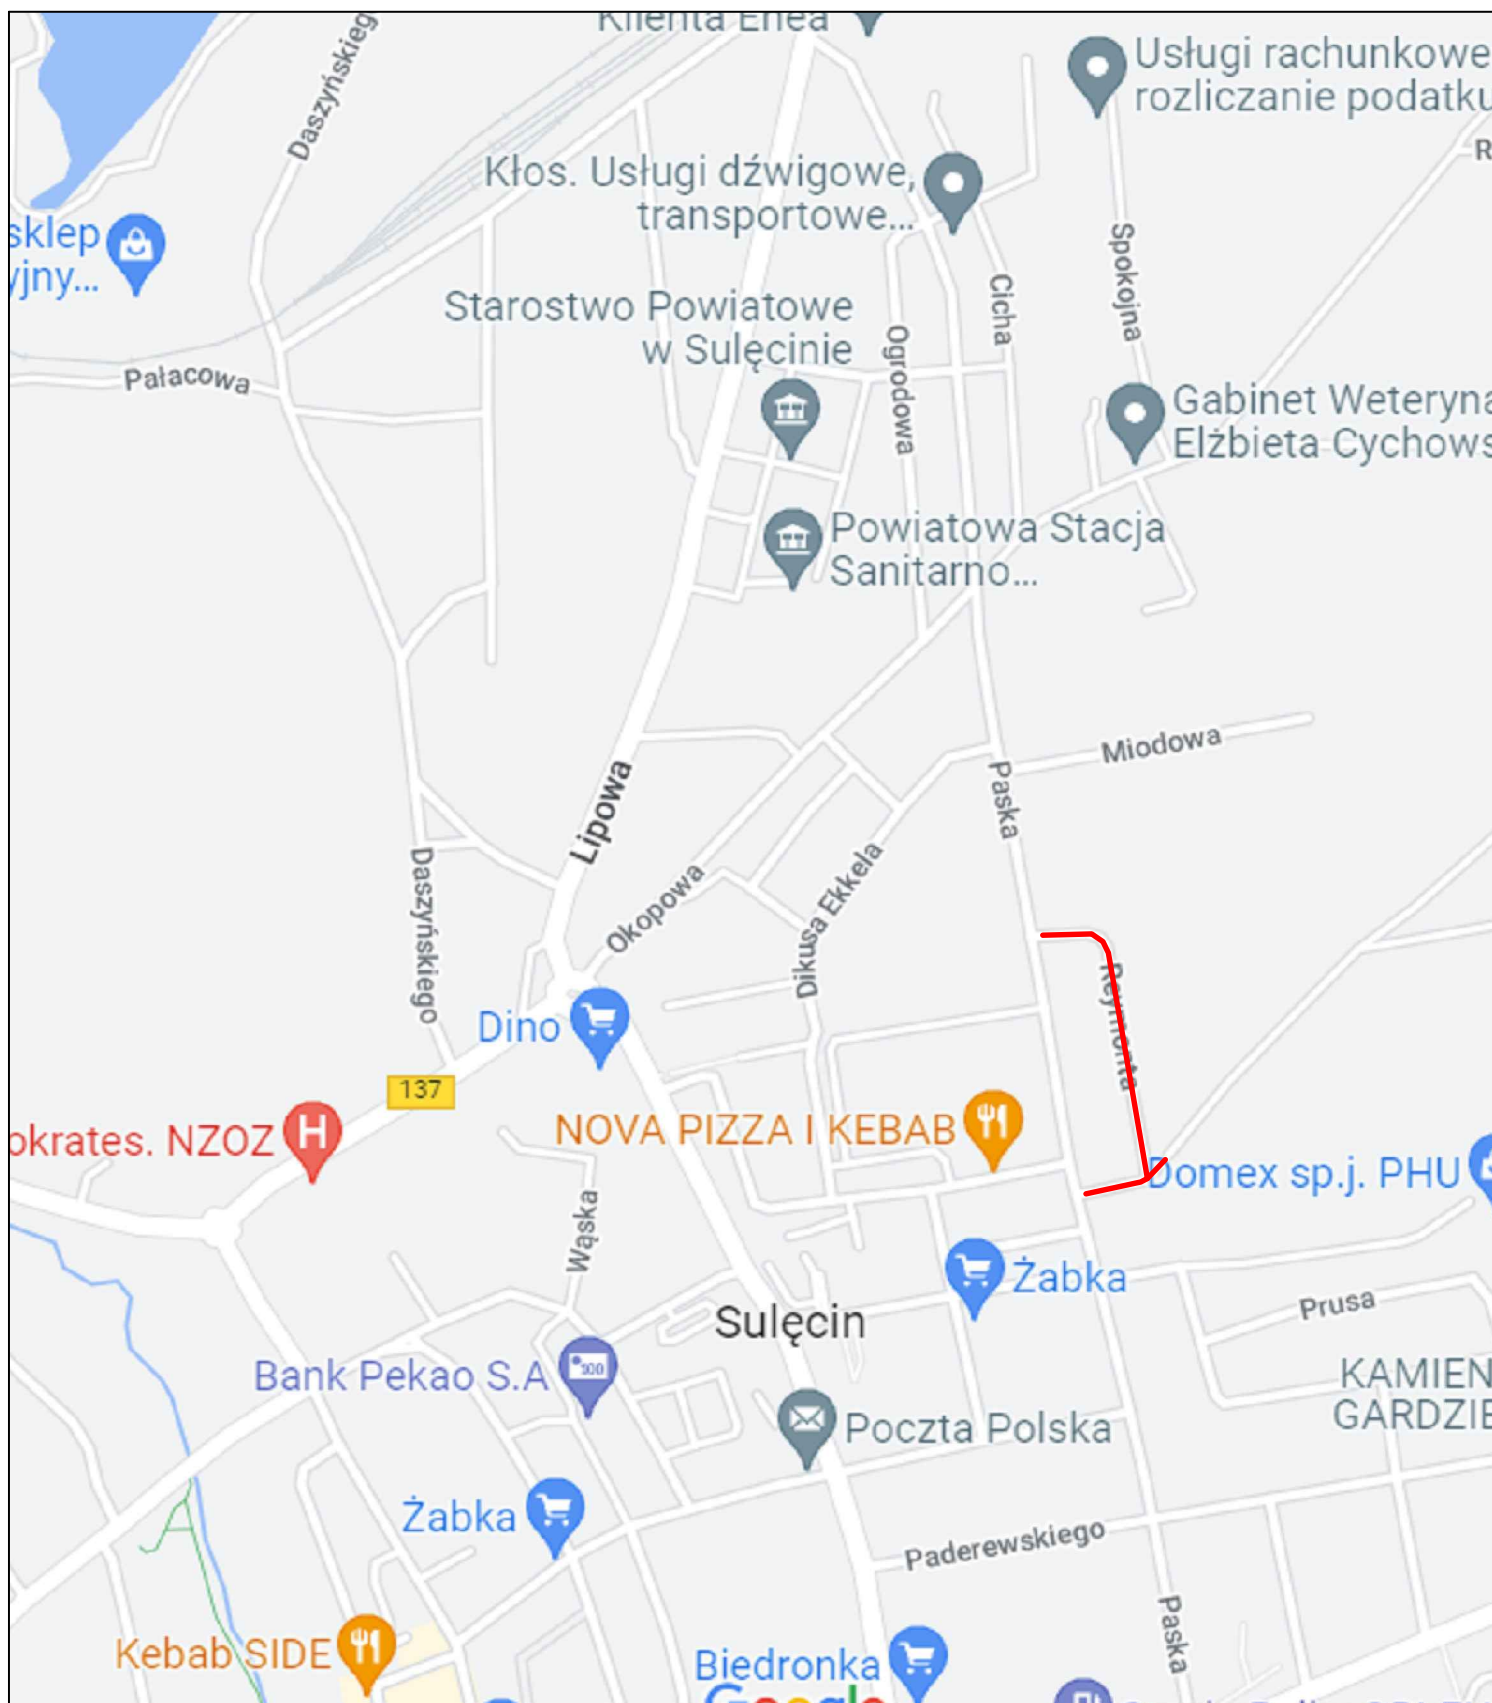 Klienta Enea
Usługi rachunkowe
rozliczanie podatku
Daszyńskieg
R
Kłos. Usługi dźwigowe,
transportowe...
sklep
yjny...
Spokojna
Cicha
Starostwo Powiatowe
w Sulęcinie
Ogrodowa
Pałacowa
Gabinet Weteryna
Elżbieta Cychows
Powiatowa Stacja
Sanitarno...
Miodowa
Paska
Lipowa
Okopowa
Dikusa Ekkela
Daszyńskiego
Reymonta
Dino
137
NOVA PIZZA I KEBAB
okrates. NZOZ
H
Domex sp.j. PHU
Wąska
Żabka
Prusa
Sulęcin
Bank Pekao S.A
KAMIEN
GARDZIE
Poczta Polska
Żabka
Paderewskiego
Paska
Kebab SIDE
Biedronka
Google